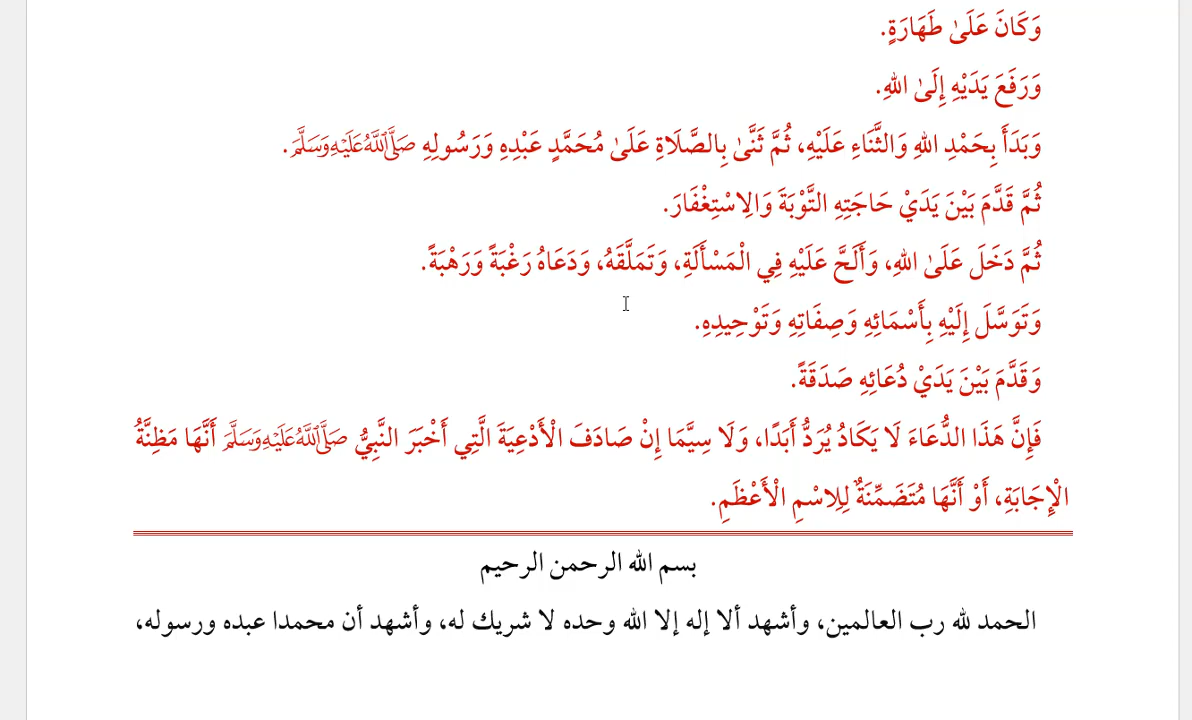 وَكَانَ عَلَىٰ طَهَارَةٍ.
وَرَفَعَ يَدَيْهِ إِلَىٰ اللهِ.
وَبَدَأَ بِحَمْدِ اللهِ وَالثَّنَاءِ عَلَيْهِ، ثُمَّ ثَنَّىٰ بِالصَّلَاةِ عَلَىٰ مُحَمَّدٍ عَبْدِهِ وَرَسُولِهِ صَلَّى اللَّهُ عَلَيْهِ وَسَلَّمَ.
ثُمَّ قَدَّمَ بَيْنَ يَدَيْ حَاجَتِهِ التَّوْبَةَ وَالِاسْتِغْفَارَ.
ثُمَّ دَخَلَ عَلَىٰ اللهِ، وَأَلَحَّ عَلَيْهِ فِي الْمَسْأَلَةِ، وَتَمَلَّقَهُ، وَدَعَاهُ رَغْبَةً وَرَهْبَةً.
وَتَوَسَّلَ إِلَيْهِ بِأَسْمَائِهِ وَصِفَاتِهِ وَتَوْحِيدِهِ.
وَقَدَّمَ بَيْنَ يَدَيْ دُعَائِهِ صَدَقَةً.
فَإِنَّ هَذَا الدُّعَاءَ لَا يَكَادُ يُرَدُّ أَبَدًا، وَلَا سِيَّمَا إِنْ صَادَفَ الْأَدْعِيَةَ الَّتِي أَخْبَرَ النَّبِيُّ صَلَّى اللَّهُ عَلَيْهِ وَسَلَّمَ أَنَّهَا مَظِنَّةُ
الْإِجَابَةِ، أَوْ أَنَّهَا مُتَضَمِّنَةٌ لِلِاسْمِ الْأَعْظَمِ.
بسم الله الرحمن الرحيم
الحمد لله رب العالمين، وأشهد ألا إله إلا الله وحده لا شريك له، وأشهد أن محمدا عبده ورسوله،